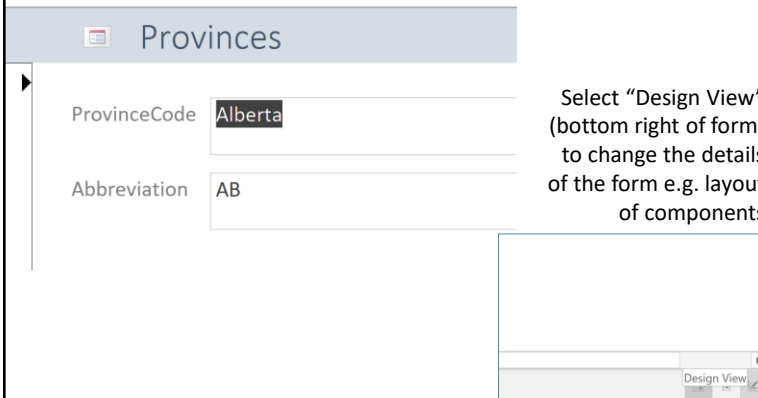 Provinces
ProvinceCode Alberta
Abbreviation AB
Select “Design View”
(bottom right of form
to change the details
of the form e.g. layout
of components
Design View